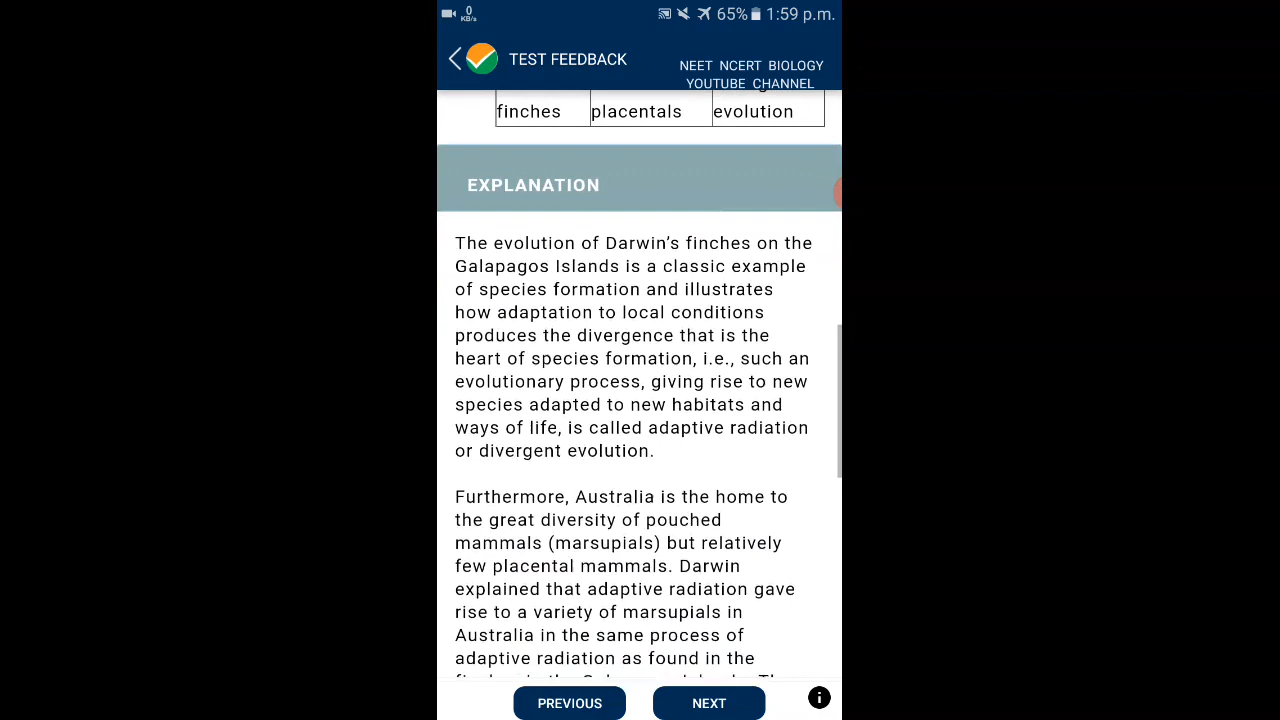 0
KB/s
65% 1:59 p.m.
TEST FEEDBACK
NEET NCERT BIOLOGY
YOUTUBE CHANNEL
finches placentals evolution
EXPLANATION
The evolution of Darwin’s finches on the
Galapagos Islands is a classic example
of species formation and illustrates
how adaptation to local conditions
produces the divergence that is the
heart of species formation, i.e., such an
evolutionary process, giving rise to new
species adapted to new habitats and
ways of life, is called adaptive radiation
or divergent evolution.
Furthermore, Australia is the home to
the great diversity of pouched
mammals (marsupials) but relatively
few placental mammals. Darwin
explained that adaptive radiation gave
rise to a variety of marsupials in
Australia in the same process of
adaptive radiation as found in the
PREVIOUS
NEXT